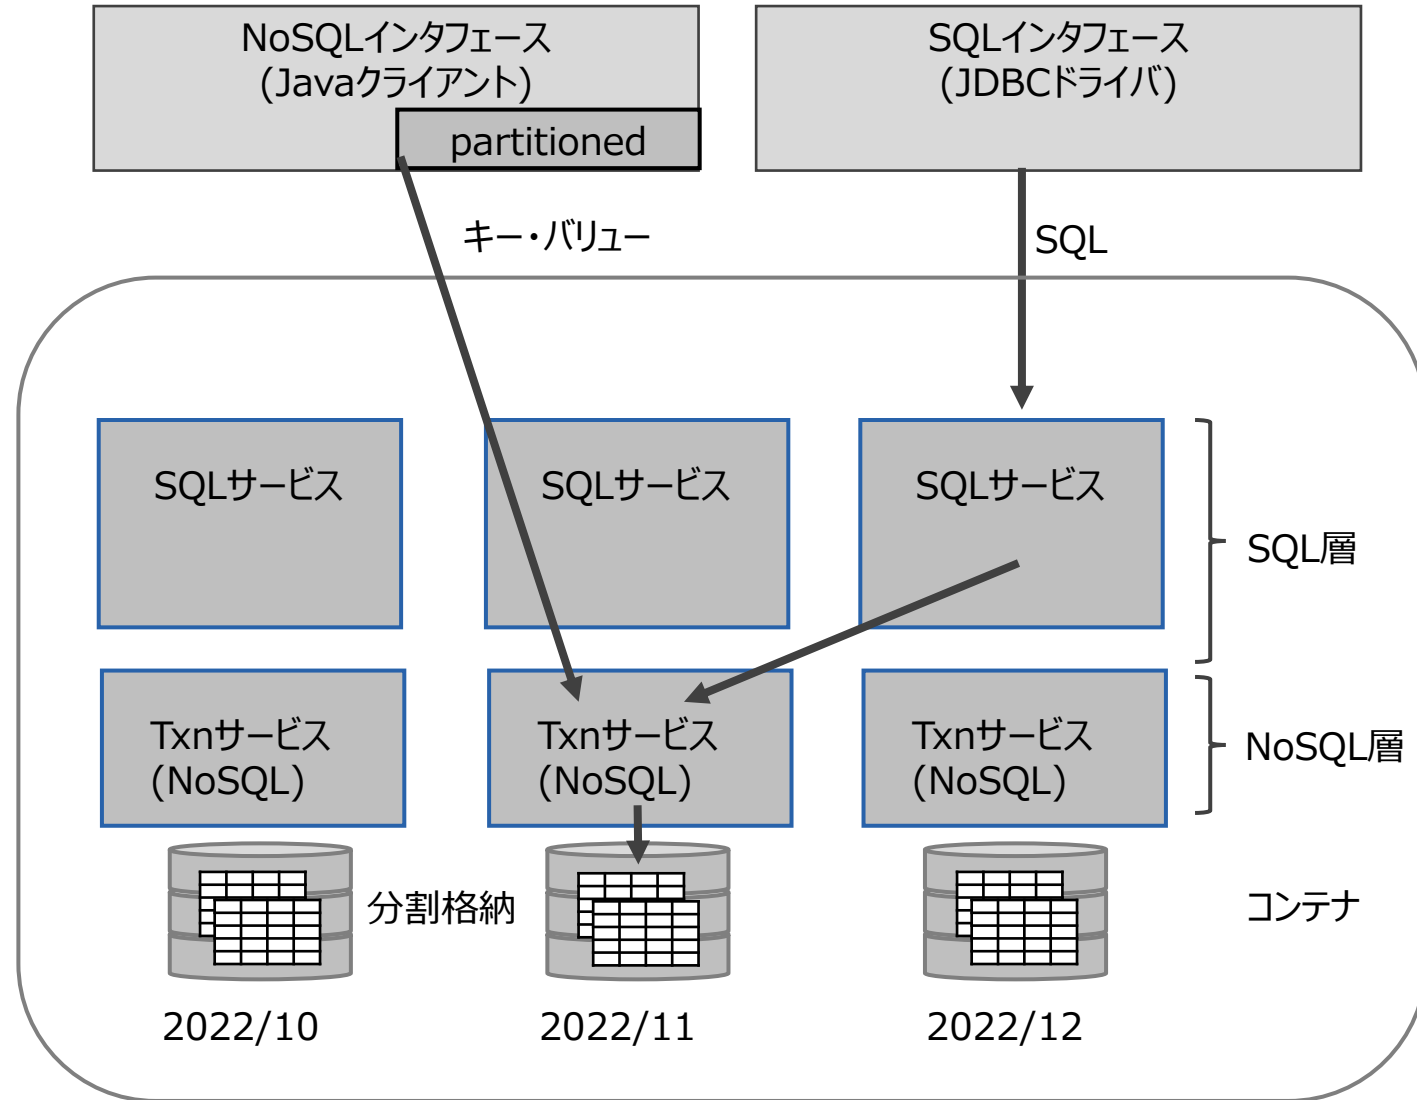 NoSQLインタフェース
(Javaクライアント)
partitioned
SQLインタフェース
(JDBCドライバ)
キー・バリュー
SQL
SQLサービス
SQLサービス
SQLサービス
SQL層
Txnサービス
(NoSQL)
Txnサービス
(NoSQL)
Txnサービス
(NoSQL)
NoSQL層
分割格納
コンテナ
2022/10
2022/11
2022/12